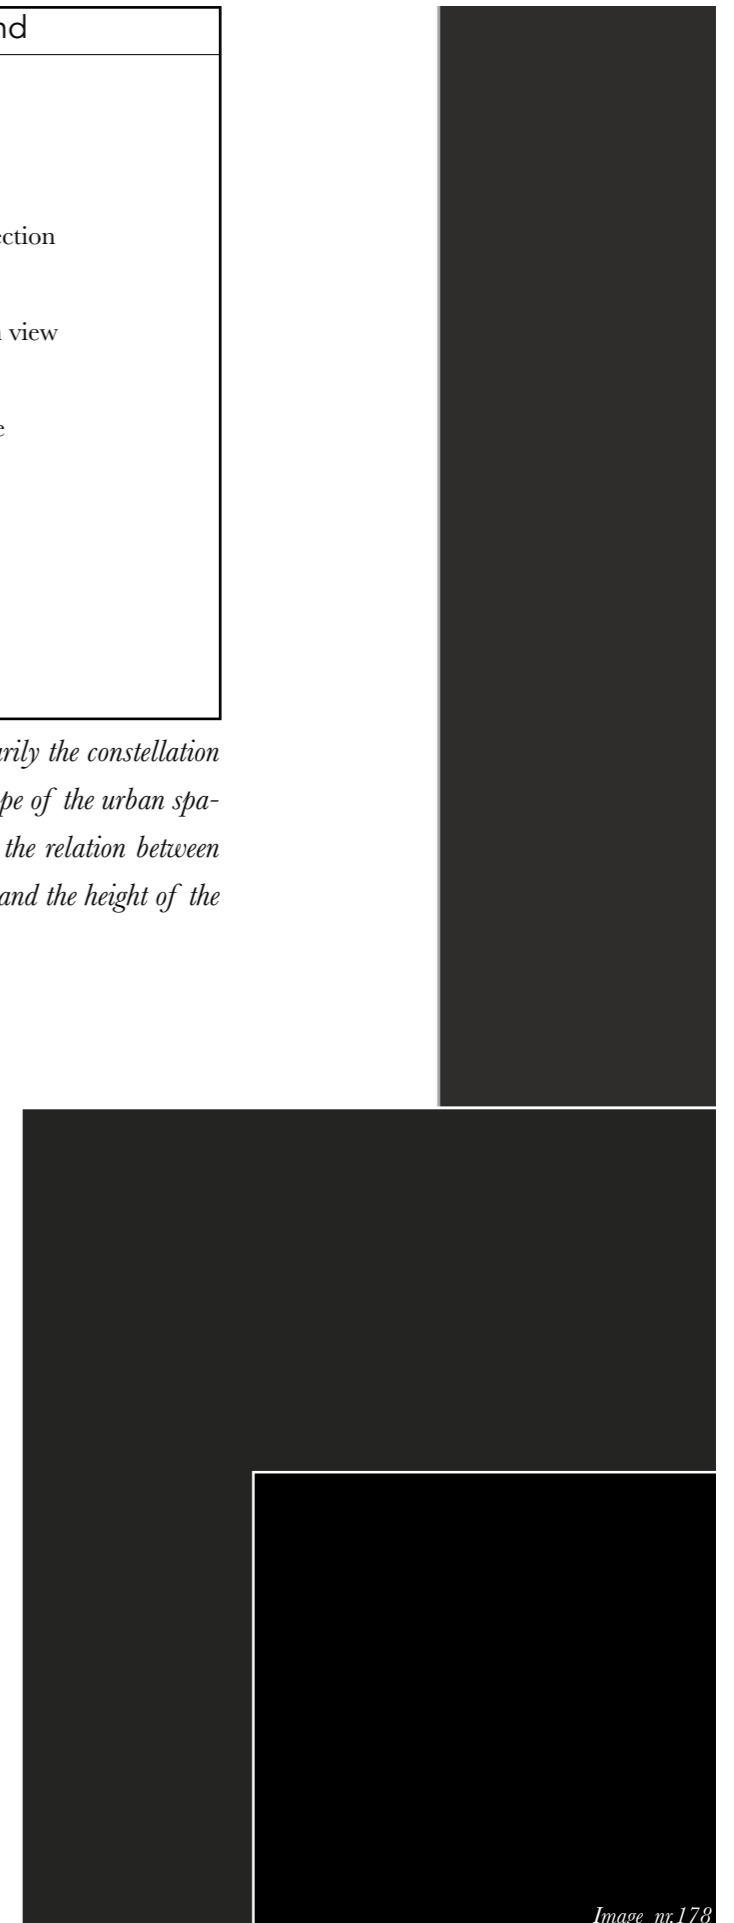 nd
ection
view
e
rily the constellation
pe of the urban spa-
the relation between
and the height of the
Image nr.178